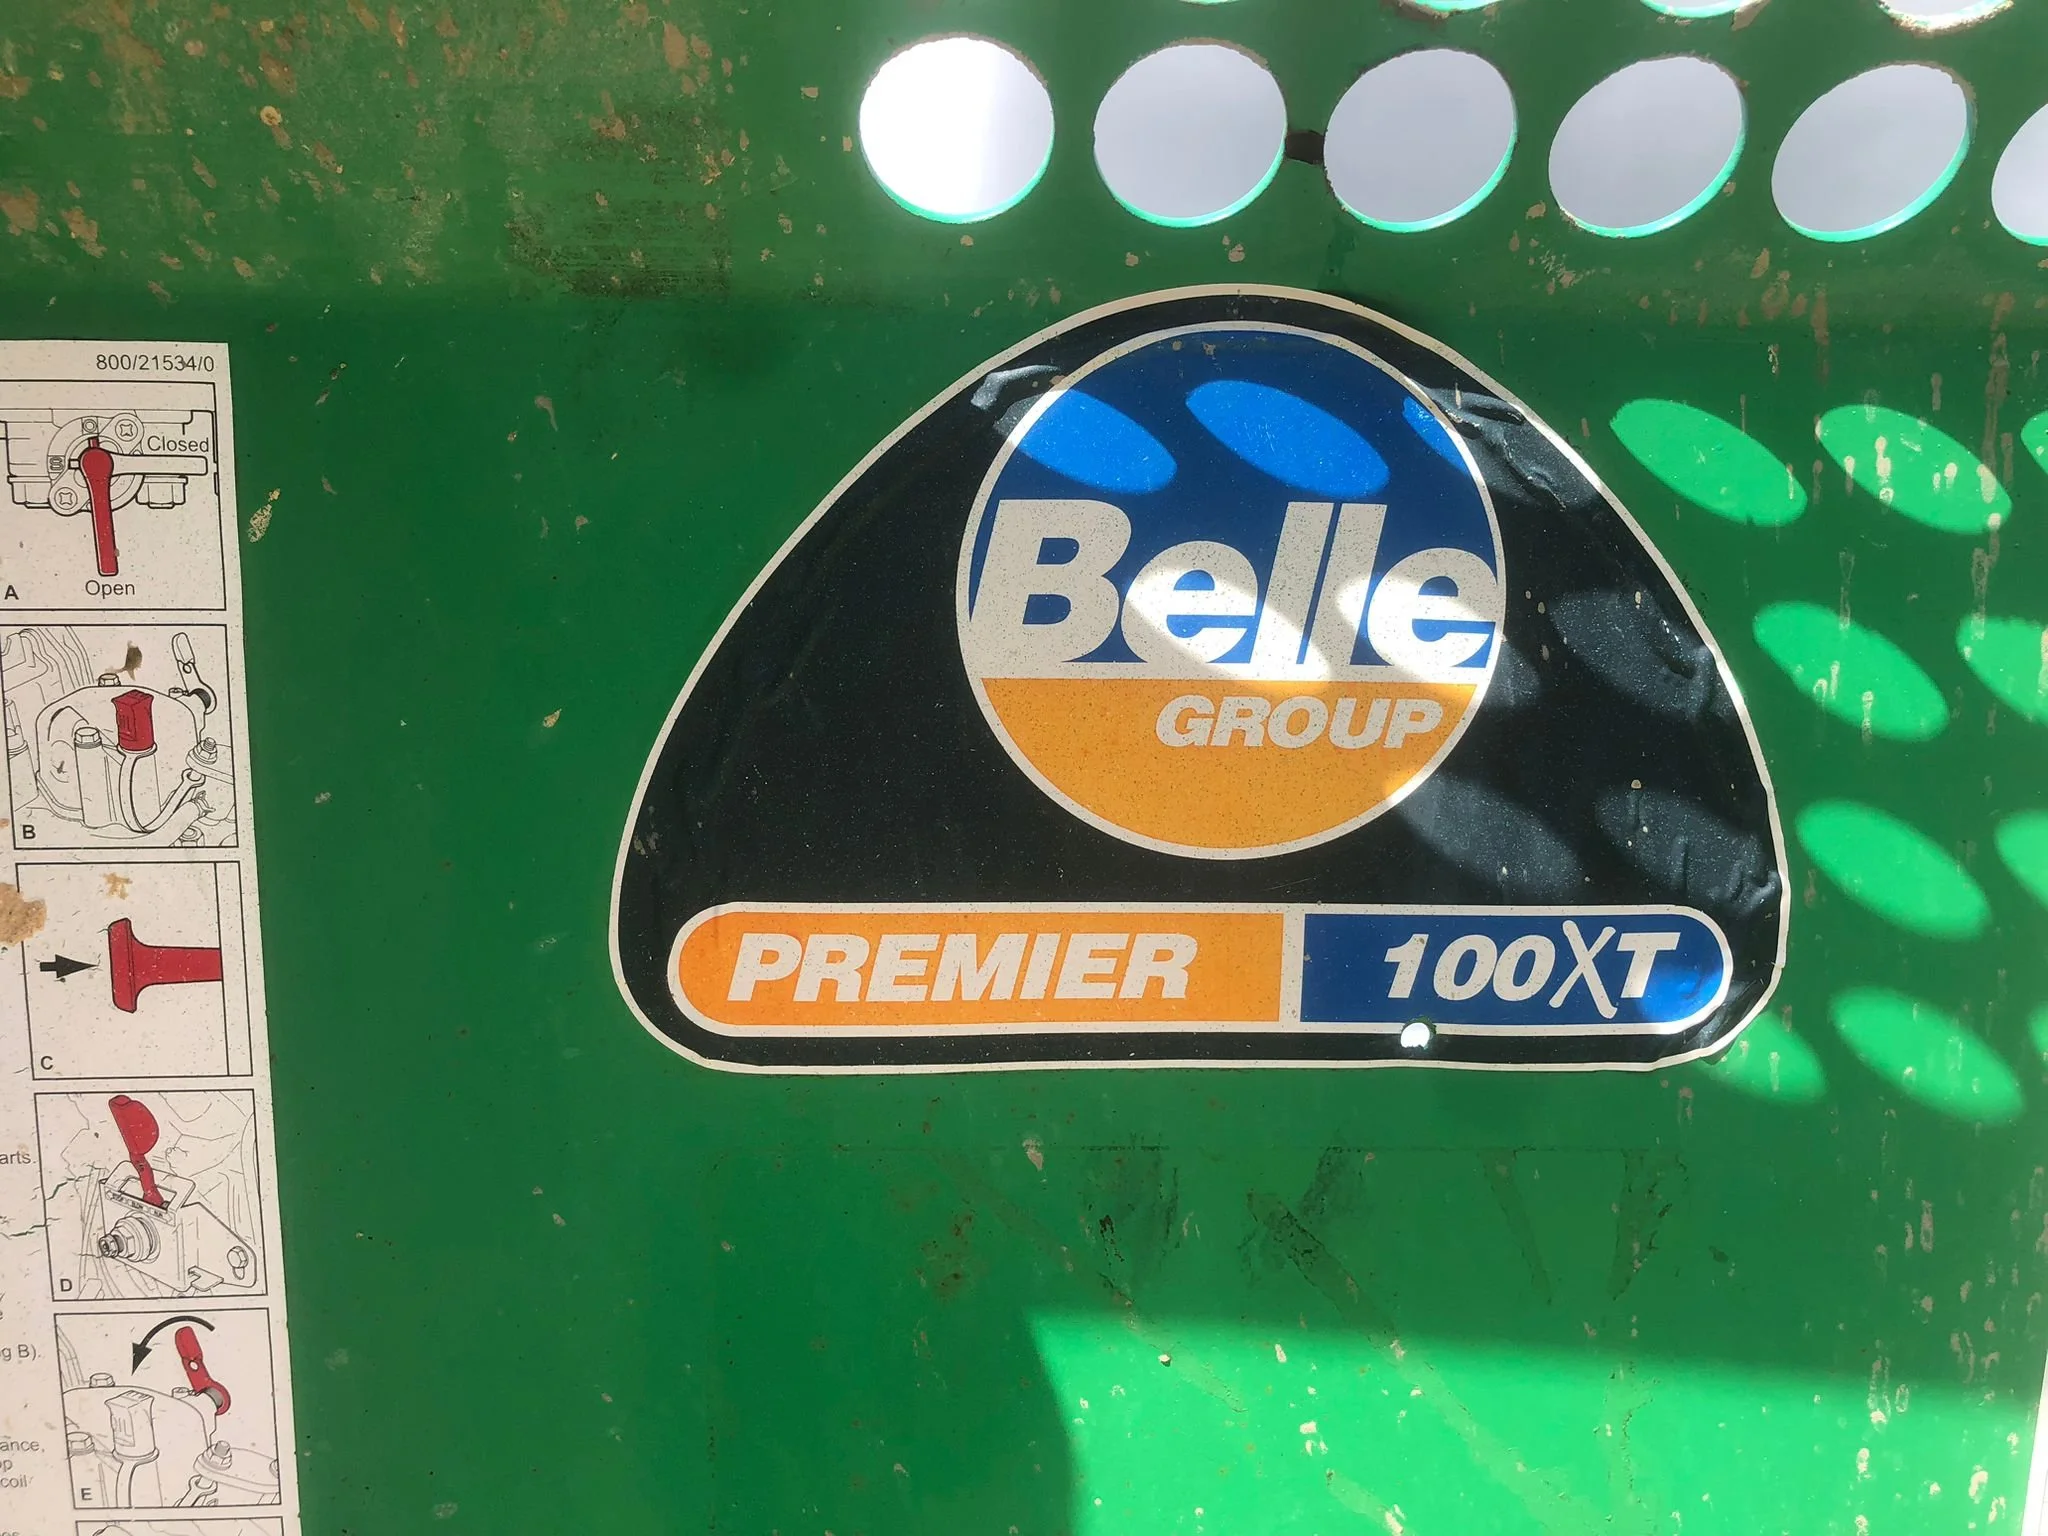 800/21534/0
Closed
Open
A
B
C
arts.
D
g B).
ance,
op
coil
E
Belle
GROUP
PREMIER 100XT